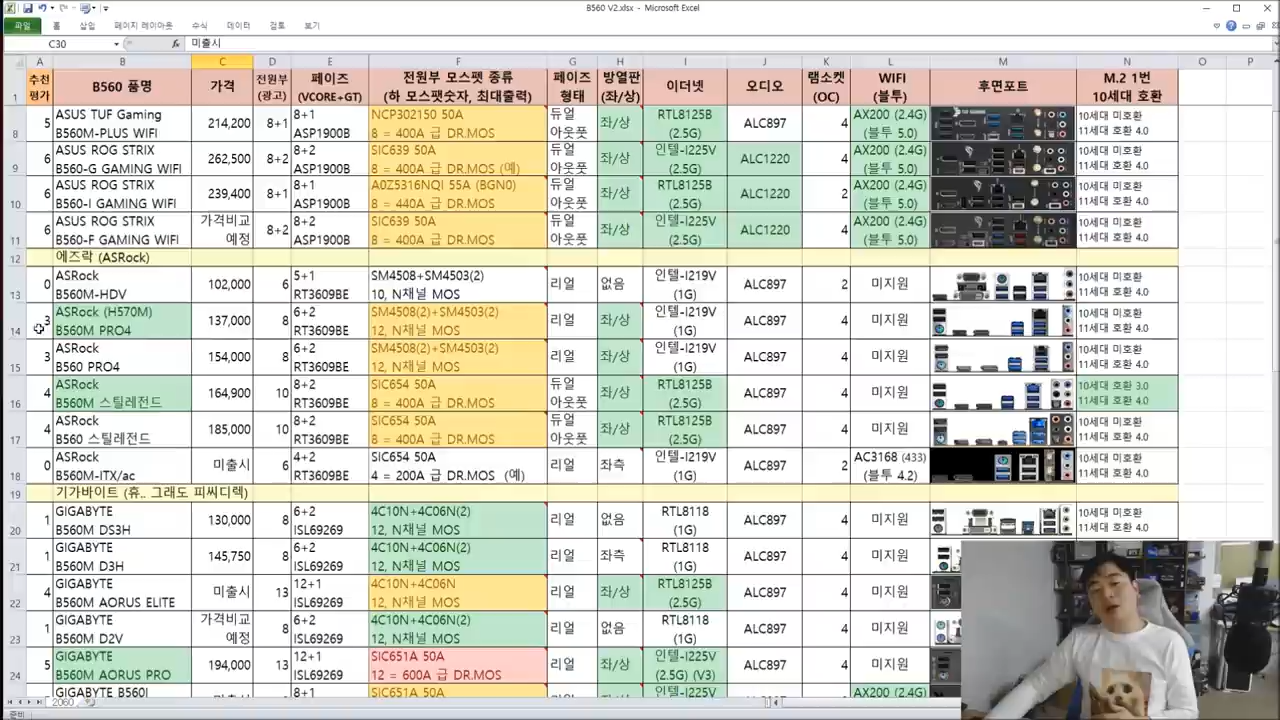 B560 V2.xlsx - Microsoft Excel
파일 홈 삽입 페이지 레이아웃 수식 데이터 검토 보기
C30 fx 미출시
A B C D E F G H I J K L M N O P
1 추천 평가 B560 품명 가격 전원부 (광고) 페이즈 (VCORE+GT) 전원부 모스펫 종류 (하 모스펫숫자, 최대출력) 페이즈 형태 방열판 (좌/상) 이더넷 오디오 램소켓 (OC) WIFI (블투) 후면포트 M.2 1번 10세대 호환
8 5 ASUS TUF Gaming B560M-PLUS WIFI 214,200 8+1 8+1 ASP1900B NCP302150 50A 8 = 400A 급 DR.MOS 듀얼 아웃풋 좌/상 RTL8125B (2.5G) ALC897 4 AX200 (2.4G) (블투 5.0) 10세대 미호환 11세대 호환 4.0
9 6 ASUS ROG STRIX B560-G GAMING WIFI 262,500 8+2 8+2 ASP1900B SIC639 50A 8 = 400A 급 DR.MOS (예) 듀얼 아웃풋 좌/상 인텔-I225V (2.5G) ALC1220 4 AX200 (2.4G) (블투 5.0) 10세대 미호환 11세대 호환 4.0
10 6 ASUS ROG STRIX B560-I GAMING WIFI 239,400 8+1 8+1 ASP1900B AOZ5316NQI 55A (BGN0) 8 = 440A 급 DR.MOS 듀얼 아웃풋 좌/상 RTL8125B (2.5G) ALC1220 2 AX200 (2.4G) (블투 5.0) 10세대 미호환 11세대 호환 4.0
11 6 ASUS ROG STRIX B560-F GAMING WIFI 가격비교 예정 8+2 8+2 ASP1900B SIC639 50A 8 = 400A 급 DR.MOS 듀얼 아웃풋 좌/상 인텔-I225V (2.5G) ALC1220 4 AX200 (2.4G) (블투 5.0) 10세대 미호환 11세대 호환 4.0
12 에즈락 (ASRock)
13 0 ASRock B560M-HDV 102,000 6 5+1 RT3609BE SM4508+SM4503(2) 10, N채널 MOS 리얼 없음 인텔-I219V (1G) ALC897 2 미지원 10세대 미호환 11세대 호환 4.0
14 3 ASRock (H570M) B560M PRO4 137,000 8 6+2 RT3609BE SM4508(2)+SM4503(2) 12, N채널 MOS 리얼 좌/상 인텔-I219V (1G) ALC897 4 미지원 10세대 미호환 11세대 호환 4.0
15 3 ASRock B560 PRO4 154,000 8 6+2 RT3609BE SM4508(2)+SM4503(2) 12, N채널 MOS 리얼 좌/상 인텔-I219V (1G) ALC897 4 미지원 10세대 미호환 11세대 호환 4.0
16 4 ASRock B560M 스틸레전드 164,900 10 8+2 RT3609BE SIC654 50A 8 = 400A 급 DR.MOS 듀얼 아웃풋 좌/상 RTL8125B (2.5G) ALC897 4 미지원 10세대 호환 3.0 11세대 호환 4.0
17 4 ASRock B560 스틸레전드 185,000 10 8+2 RT3609BE SIC654 50A 8 = 400A 급 DR.MOS 듀얼 아웃풋 좌/상 RTL8125B (2.5G) ALC897 4 미지원 10세대 미호환 11세대 호환 4.0
18 0 ASRock B560M-ITX/ac 미출시 6 4+2 RT3609BE SIC654 50A 4 = 200A 급 DR.MOS (예) 리얼 좌측 인텔-I219V (1G) ALC897 2 AC3168 (433) (블투 4.2) 10세대 미호환 11세대 호환 4.0
19 기가바이트 (휴.. 그래도 피씨디렉)
20 1 GIGABYTE B560M DS3H 130,000 8 6+2 ISL69269 4C10N+4C06N(2) 12, N채널 MOS 리얼 없음 RTL8118 (1G) ALC897 4 미지원 10세대 미호환 11세대 호환 4.0
21 1 GIGABYTE B560M D3H 145,750 8 6+2 ISL69269 4C10N+4C06N(2) 12, N채널 MOS 리얼 좌측 RTL8118 (1G) ALC897 4 미지원
22 4 GIGABYTE B560M AORUS ELITE 미출시 13 12+1 ISL69269 4C10N+4C06N 12, N채널 MOS 리얼 좌/상 RTL8125B (2.5G) ALC897 4 미지원
23 1 GIGABYTE B560M D2V 가격비교 예정 8 6+2 ISL69269 4C10N+4C06N(2) 12, N채널 MOS 리얼 없음 RTL8118 (1G) ALC897 4 미지원
24 5 GIGABYTE B560M AORUS PRO 194,000 13 12+1 ISL69269 SIC651A 50A 12 = 600A 급 DR.MOS 리얼 좌/상 인텔-I225V (2.5G) (V3) ALC897 4 미지원
GIGABYTE B560I 미출시 8+1 SIC651A 50A 리얼 인텔-I225V AX200 (2.4G)
2060
준비